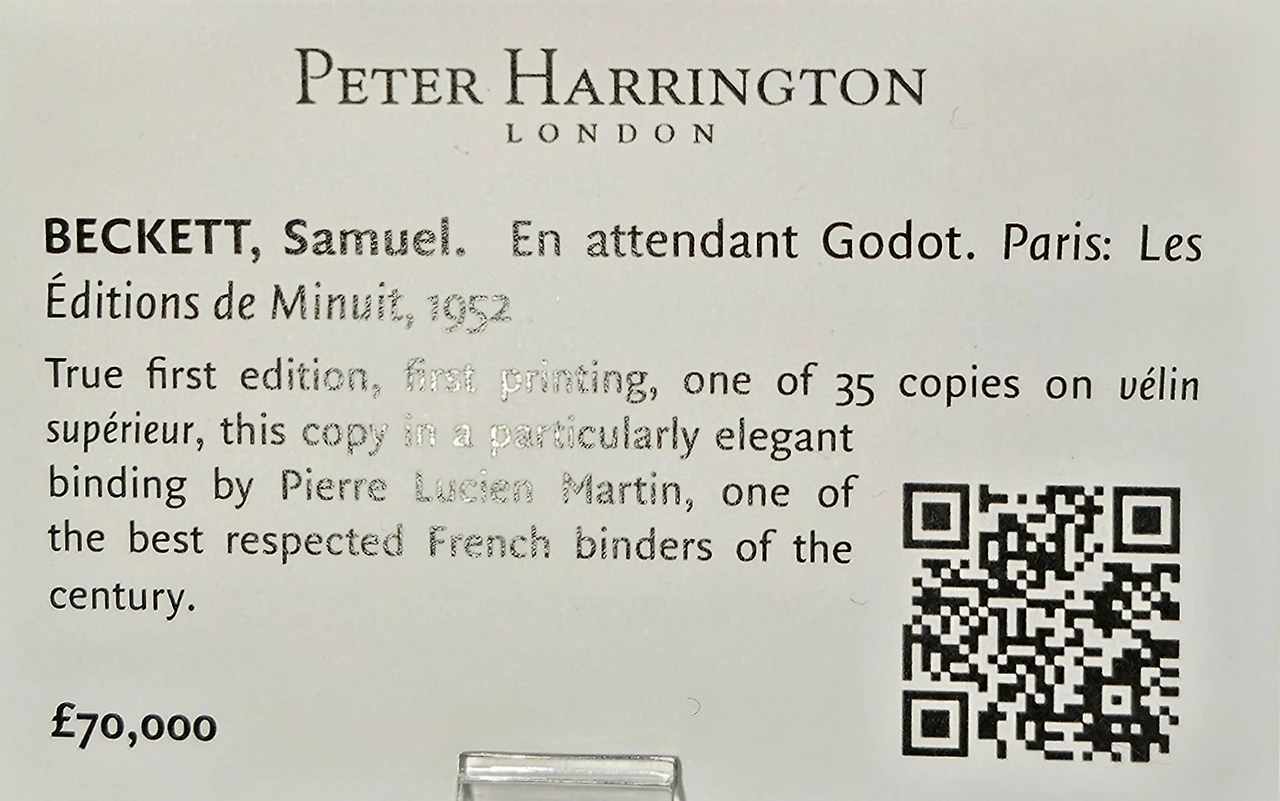 PETER HARRINGTON
LONDON
BECKETT, Samuel. En attendant Godot. Paris: Les
Éditions de Minuit, 1952
True first edition, first printing, one of 35 copies on vélin
supérieur, this copy in a particularly elegant
binding by Pierre Lucien Martin, one of
the best respected French binders of the
century.
£70,000